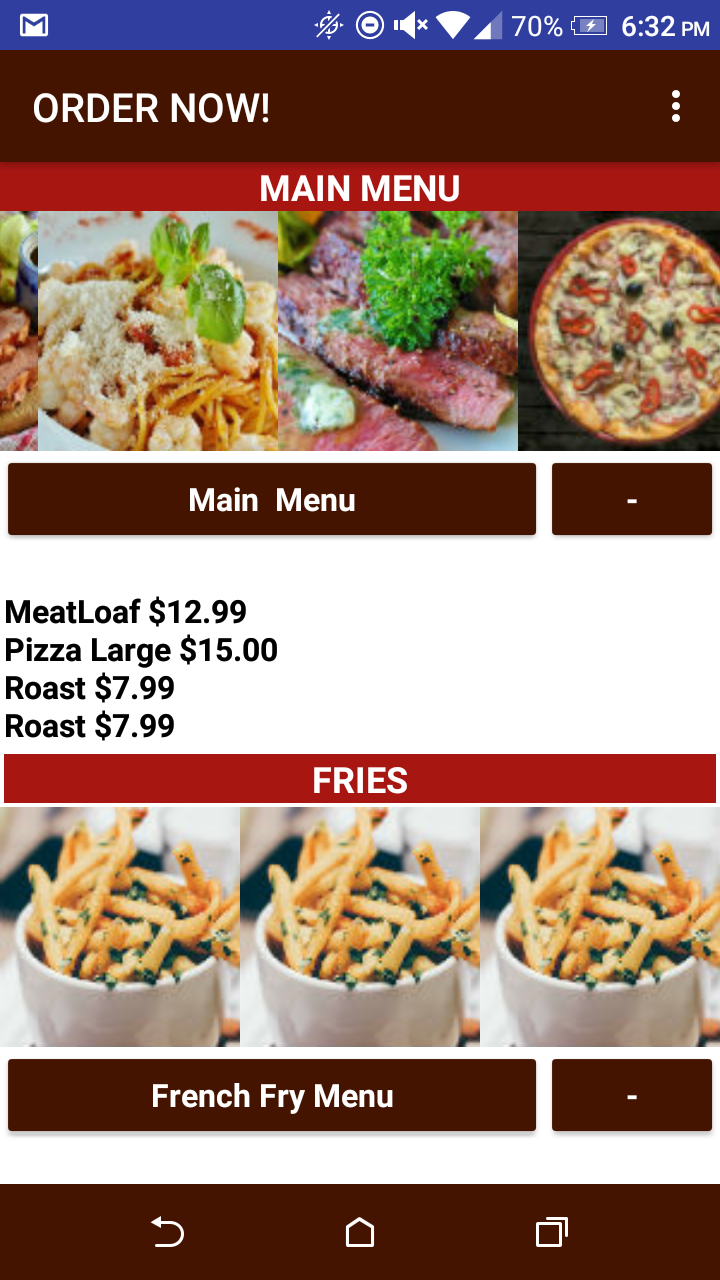 70% 6:32 PM
ORDER NOW!
MAIN MENU
Main Menu -
MeatLoaf $12.99
Pizza Large $15.00
Roast $7.99
Roast $7.99
FRIES
French Fry Menu -